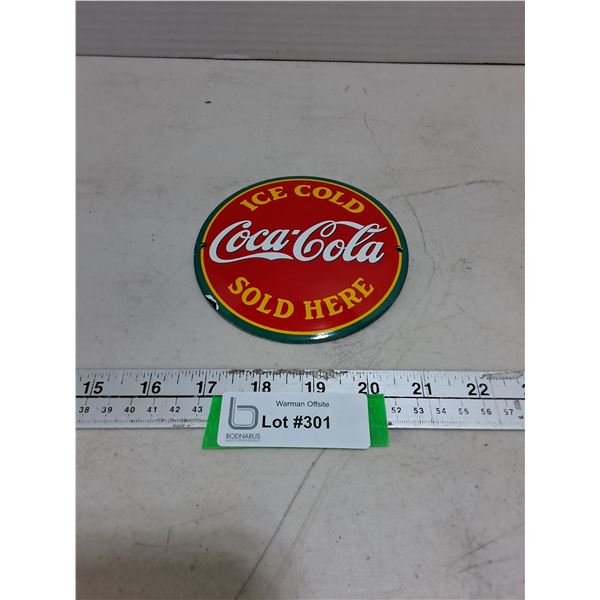 ICE COLD
Coca-Cola
SOLD HERE
15 16 17 18 19 20 21 22
38 39 40 41 42 43 52 53 54 55 56 57
Warman Offsite
b
Lot #301
BODNARUS
AUCTIONEERING